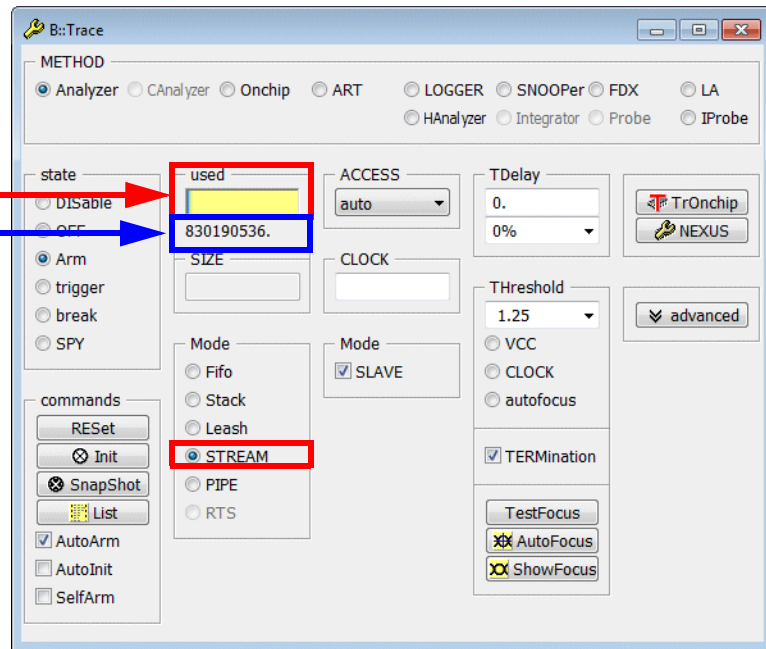 B::Trace
METHOD
Analyzer CAnalyzer Onchip ART LOGGER SNOOPer FDX LA
HAnalyzer Integrator Probe IProbe
state
DISable
OFF
Arm
trigger
break
SPY
used
830190536.
SIZE
ACCESS
auto
CLOCK
TDelay
0.
0%
TrOnchip
NEXUS
THreshold
1.25
VCC
CLOCK
autofocus
advanced
Mode
Fifo
Stack
Leash
STREAM
PIPE
RTS
Mode
SLAVE
commands
RESet
Init
SnapShot
List
AutoArm
AutoInit
SelfArm
TERMination
TestFocus
AutoFocus
ShowFocus